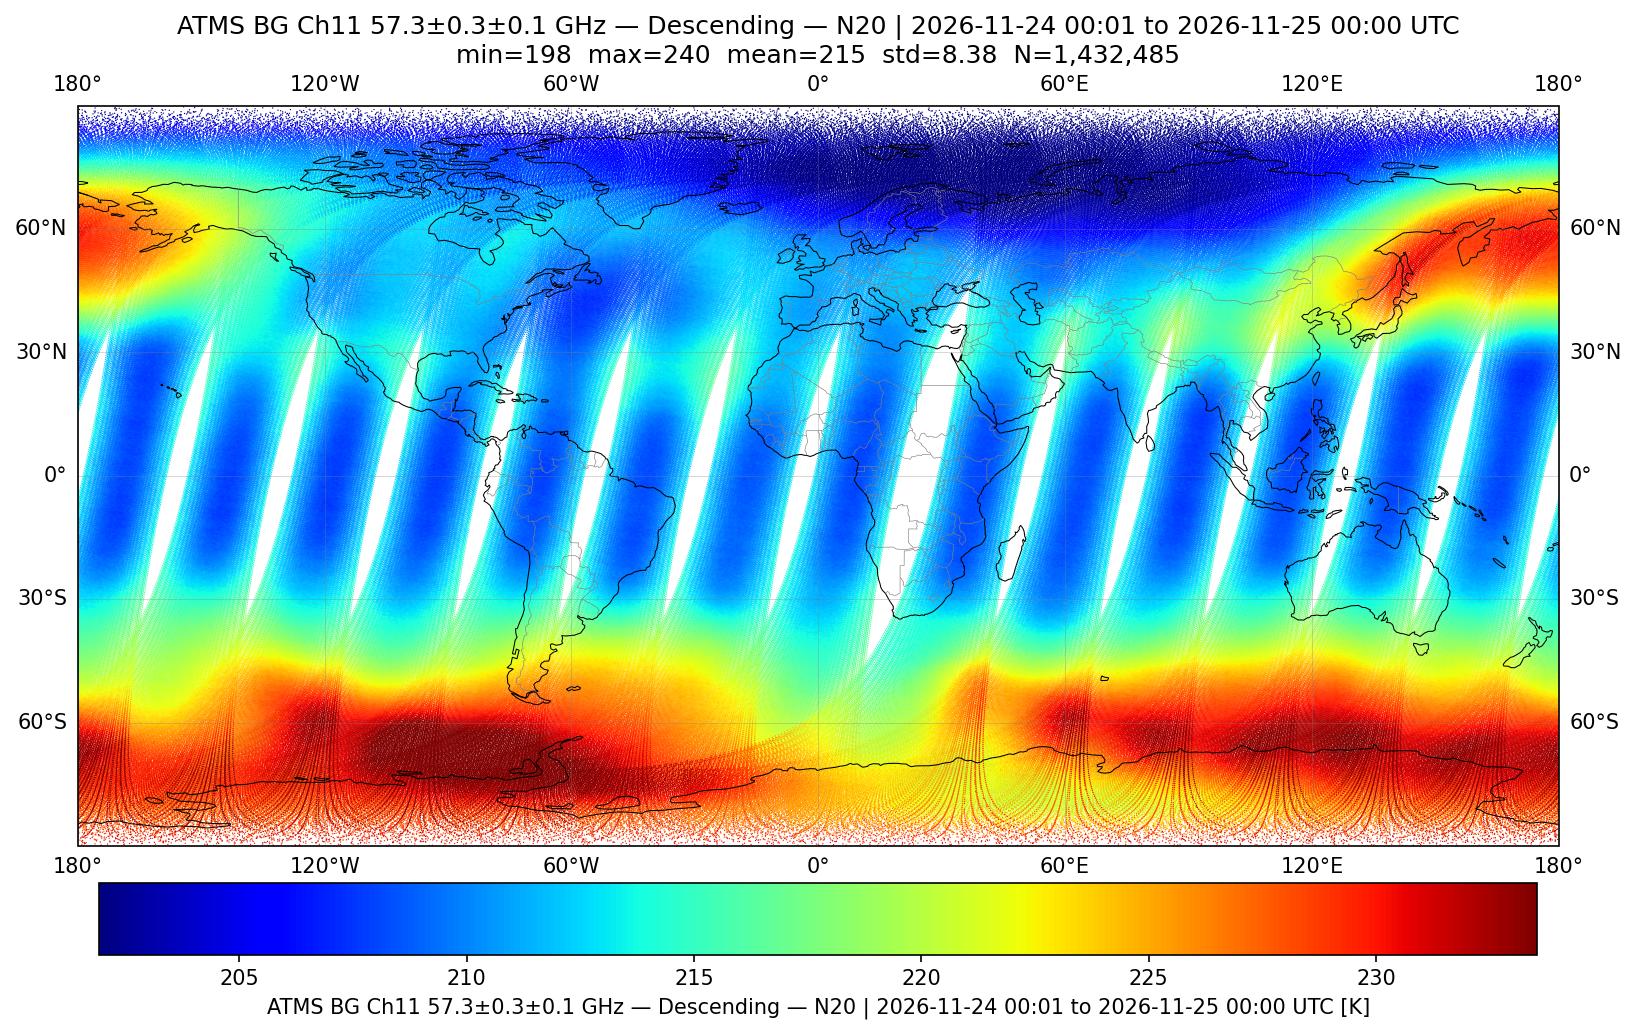 ATMS BG Ch11 57.3±0.3±0.1 GHz — Descending — N20 | 2026-11-24 00:01 to 2026-11-25 00:00 UTC
min=198 max=240 mean=215 std=8.38 N=1,432,485
180° 120°W 60°W 0° 60°E 120°E 180°
60°N 60°N
30°N 30°N
0° 0°
30°S 30°S
60°S 60°S
180° 120°W 60°W 0° 60°E 120°E 180°
205 210 215 220 225 230
ATMS BG Ch11 57.3±0.3±0.1 GHz — Descending — N20 | 2026-11-24 00:01 to 2026-11-25 00:00 UTC [K]